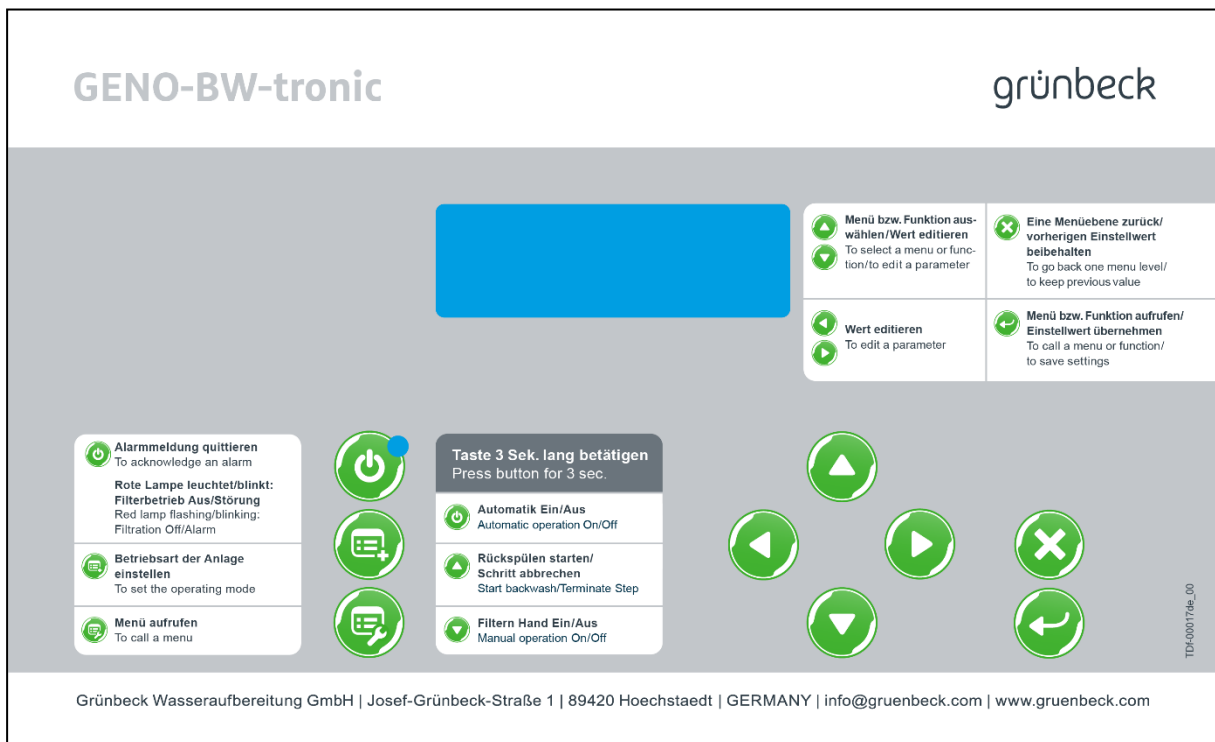 GENO-BW-tronic
grünbeck
Menü bzw. Funktion aus-
wählen/Wert editieren
To select a menu or func-
tion/to edit a parameter
Eine Menüebene zurück/
vorherigen Einstellwert
beibehalten
To go back one menu level/
to keep previous value
Wert editieren
To edit a parameter
Menü bzw. Funktion aufrufen/
Einstellwert übernehmen
To call a menu or function/
to save settings
Alarmmeldung quittieren
To acknowledge an alarm
Rote Lampe leuchtet/blinkt:
Filterbetrieb Aus/Störung
Red lamp flashing/blinking:
Filtration Off/Alarm
Betriebsart der Anlage
einstellen
To set the operating mode
Menü aufrufen
To call a menu
Taste 3 Sek. lang betätigen
Press button for 3 sec.
Automatik Ein/Aus
Automatic operation On/Off
Rückspülen starten/
Schritt abbrechen
Start backwash/Terminate Step
Filtern Hand Ein/Aus
Manual operation On/Off
TDf-00017de_00
Grünbeck Wasseraufbereitung GmbH | Josef-Grünbeck-Straße 1 | 89420 Hoechstaedt | GERMANY | info@gruenbeck.com | www.gruenbeck.com